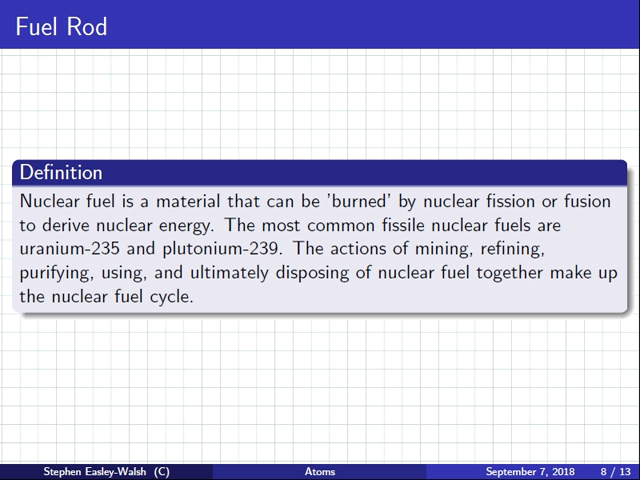 Fuel Rod
Definition
Nuclear fuel is a material that can be 'burned' by nuclear fission or fusion
to derive nuclear energy. The most common fissile nuclear fuels are
uranium-235 and plutonium-239. The actions of mining, refining,
purifying, using, and ultimately disposing of nuclear fuel together make up
the nuclear fuel cycle.
Stephen Easley-Walsh (C) Atoms September 7, 2018 8 / 13